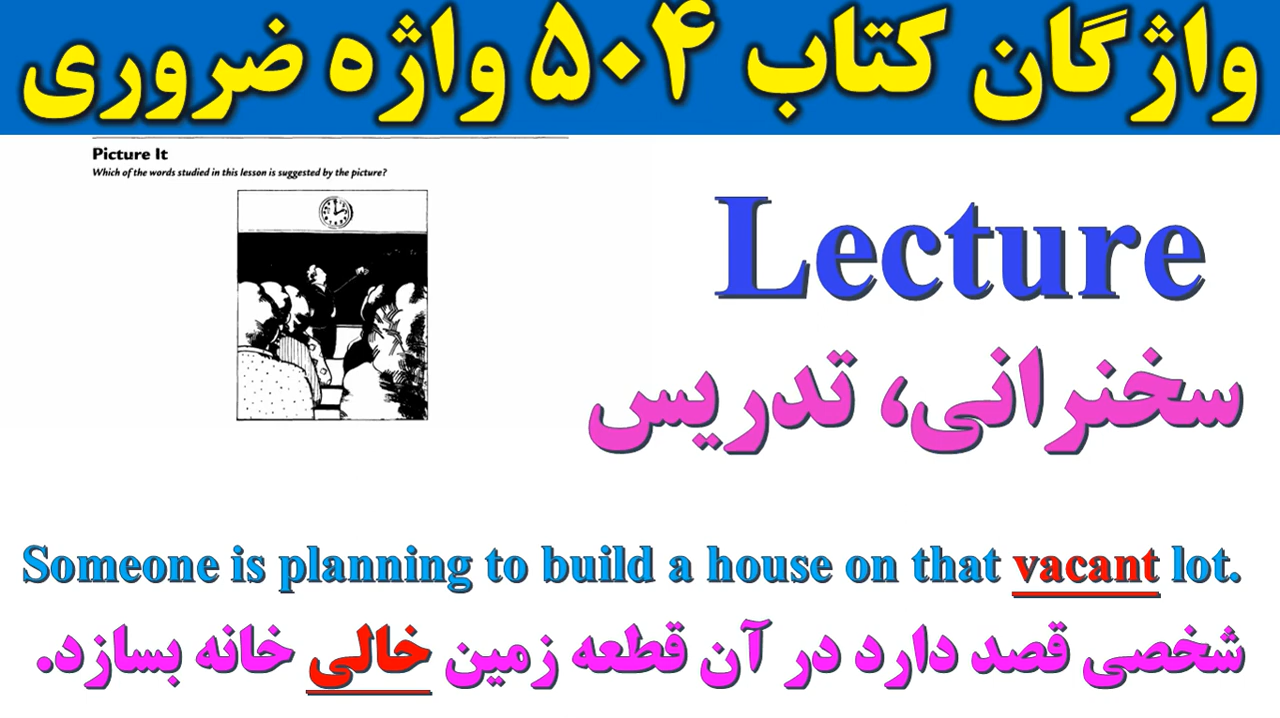 واژگان کتاب ۵۰۴ واژه ضروری
Picture It
Which of the words studied in this lesson is suggested by the picture?
Lecture
سخنرانی، تدریس
Someone is planning to build a house on that vacant lot.
شخصی قصد دارد در آن قطعه زمین خالی خانه بسازد.